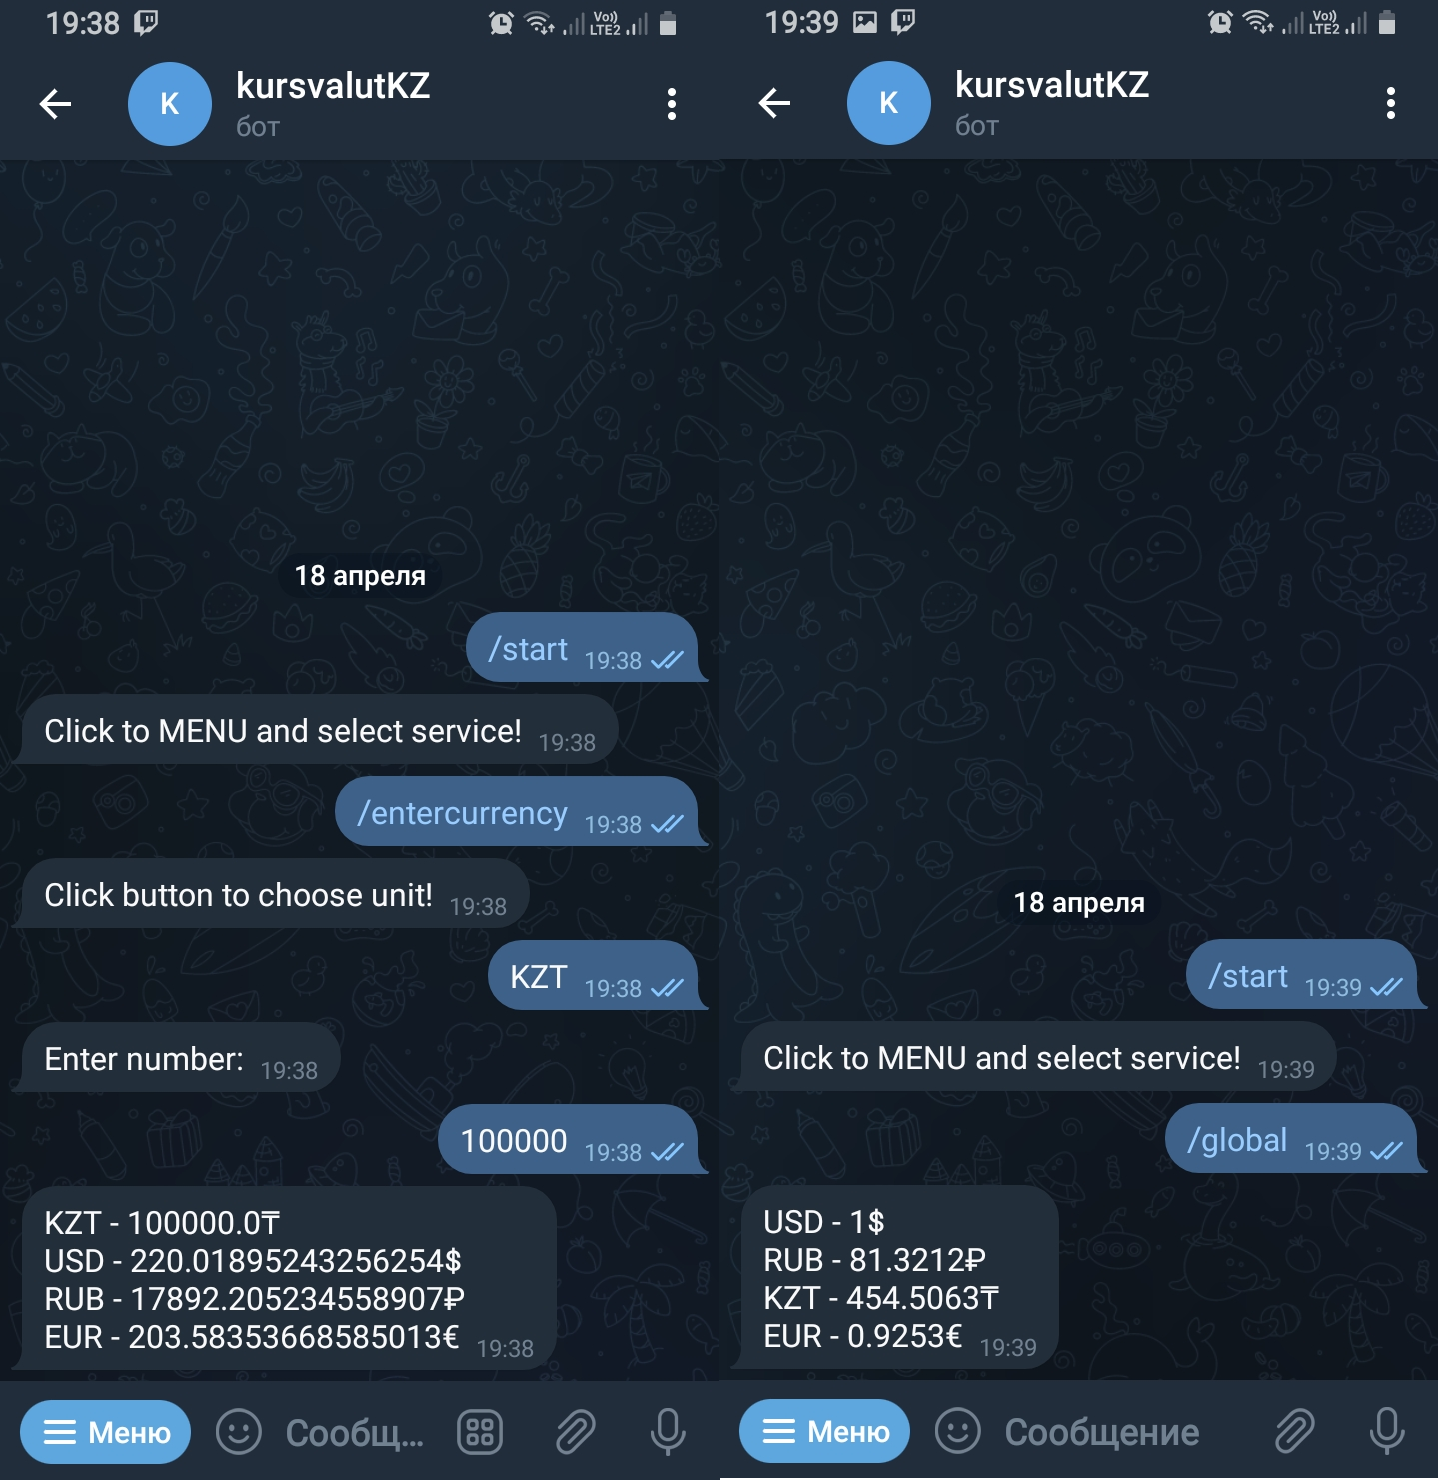 19:38
Vo))
LTE2
K
kursvalutKZ
бот
18 апреля
/start 19:38
Click to MENU and select service! 19:38
/entercurrency 19:38
Click button to choose unit! 19:38
KZT 19:38
Enter number: 19:38
100000 19:38
KZT - 100000.0₸
USD - 220.01895243256254$
RUB - 17892.205234558907₽
EUR - 203.58353668585013€ 19:38
Меню
Сообщ...
19:39
Vo))
LTE2
K
kursvalutKZ
бот
18 апреля
/start 19:39
Click to MENU and select service! 19:39
/global 19:39
USD - 1$
RUB - 81.3212₽
KZT - 454.5063₸
EUR - 0.9253€ 19:39
Меню
Сообщение